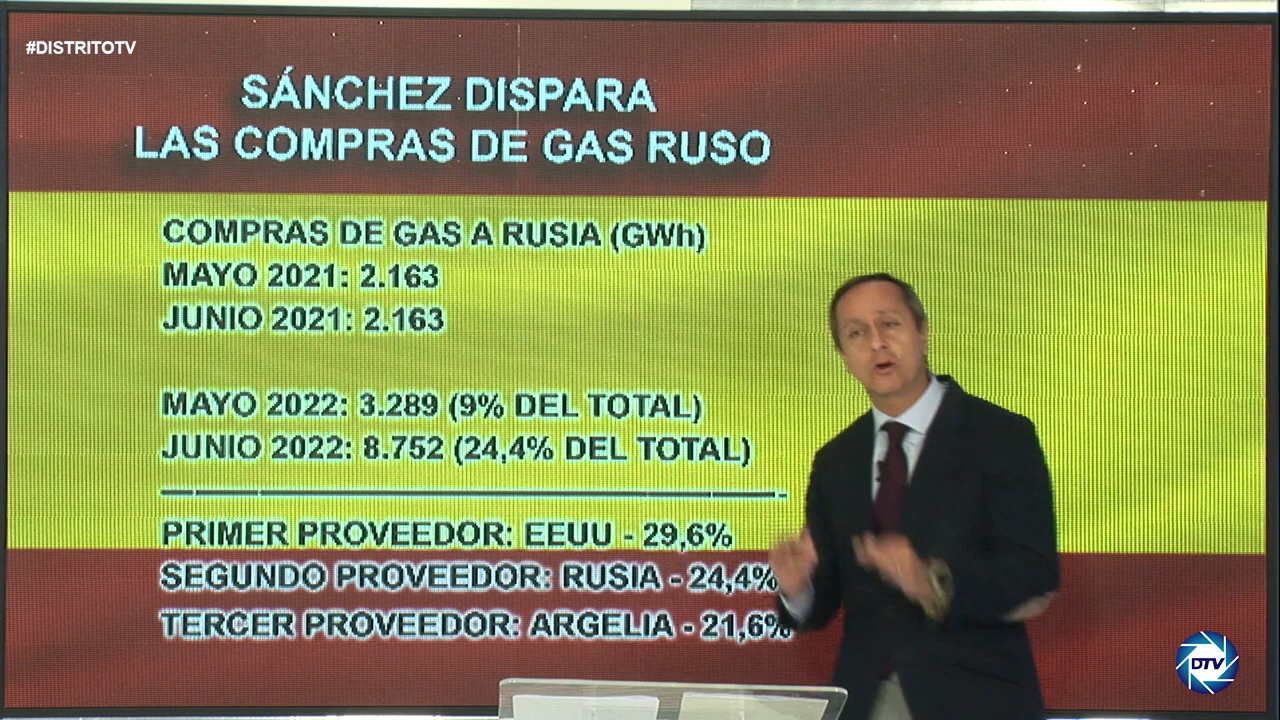 #DISTRITOTV
SÁNCHEZ DISPARA
LAS COMPRAS DE GAS RUSO
COMPRAS DE GAS A RUSIA (GWh)
MAYO 2021: 2.163
JUNIO 2021: 2.163
MAYO 2022: 3.289 (9% DEL TOTAL)
JUNIO 2022: 8.752 (24,4% DEL TOTAL)
PRIMER PROVEEDOR: EEUU - 29,6%
SEGUNDO PROVEEDOR: RUSIA - 24,4%
TERCER PROVEEDOR: ARGELIA - 21,6%
DTV